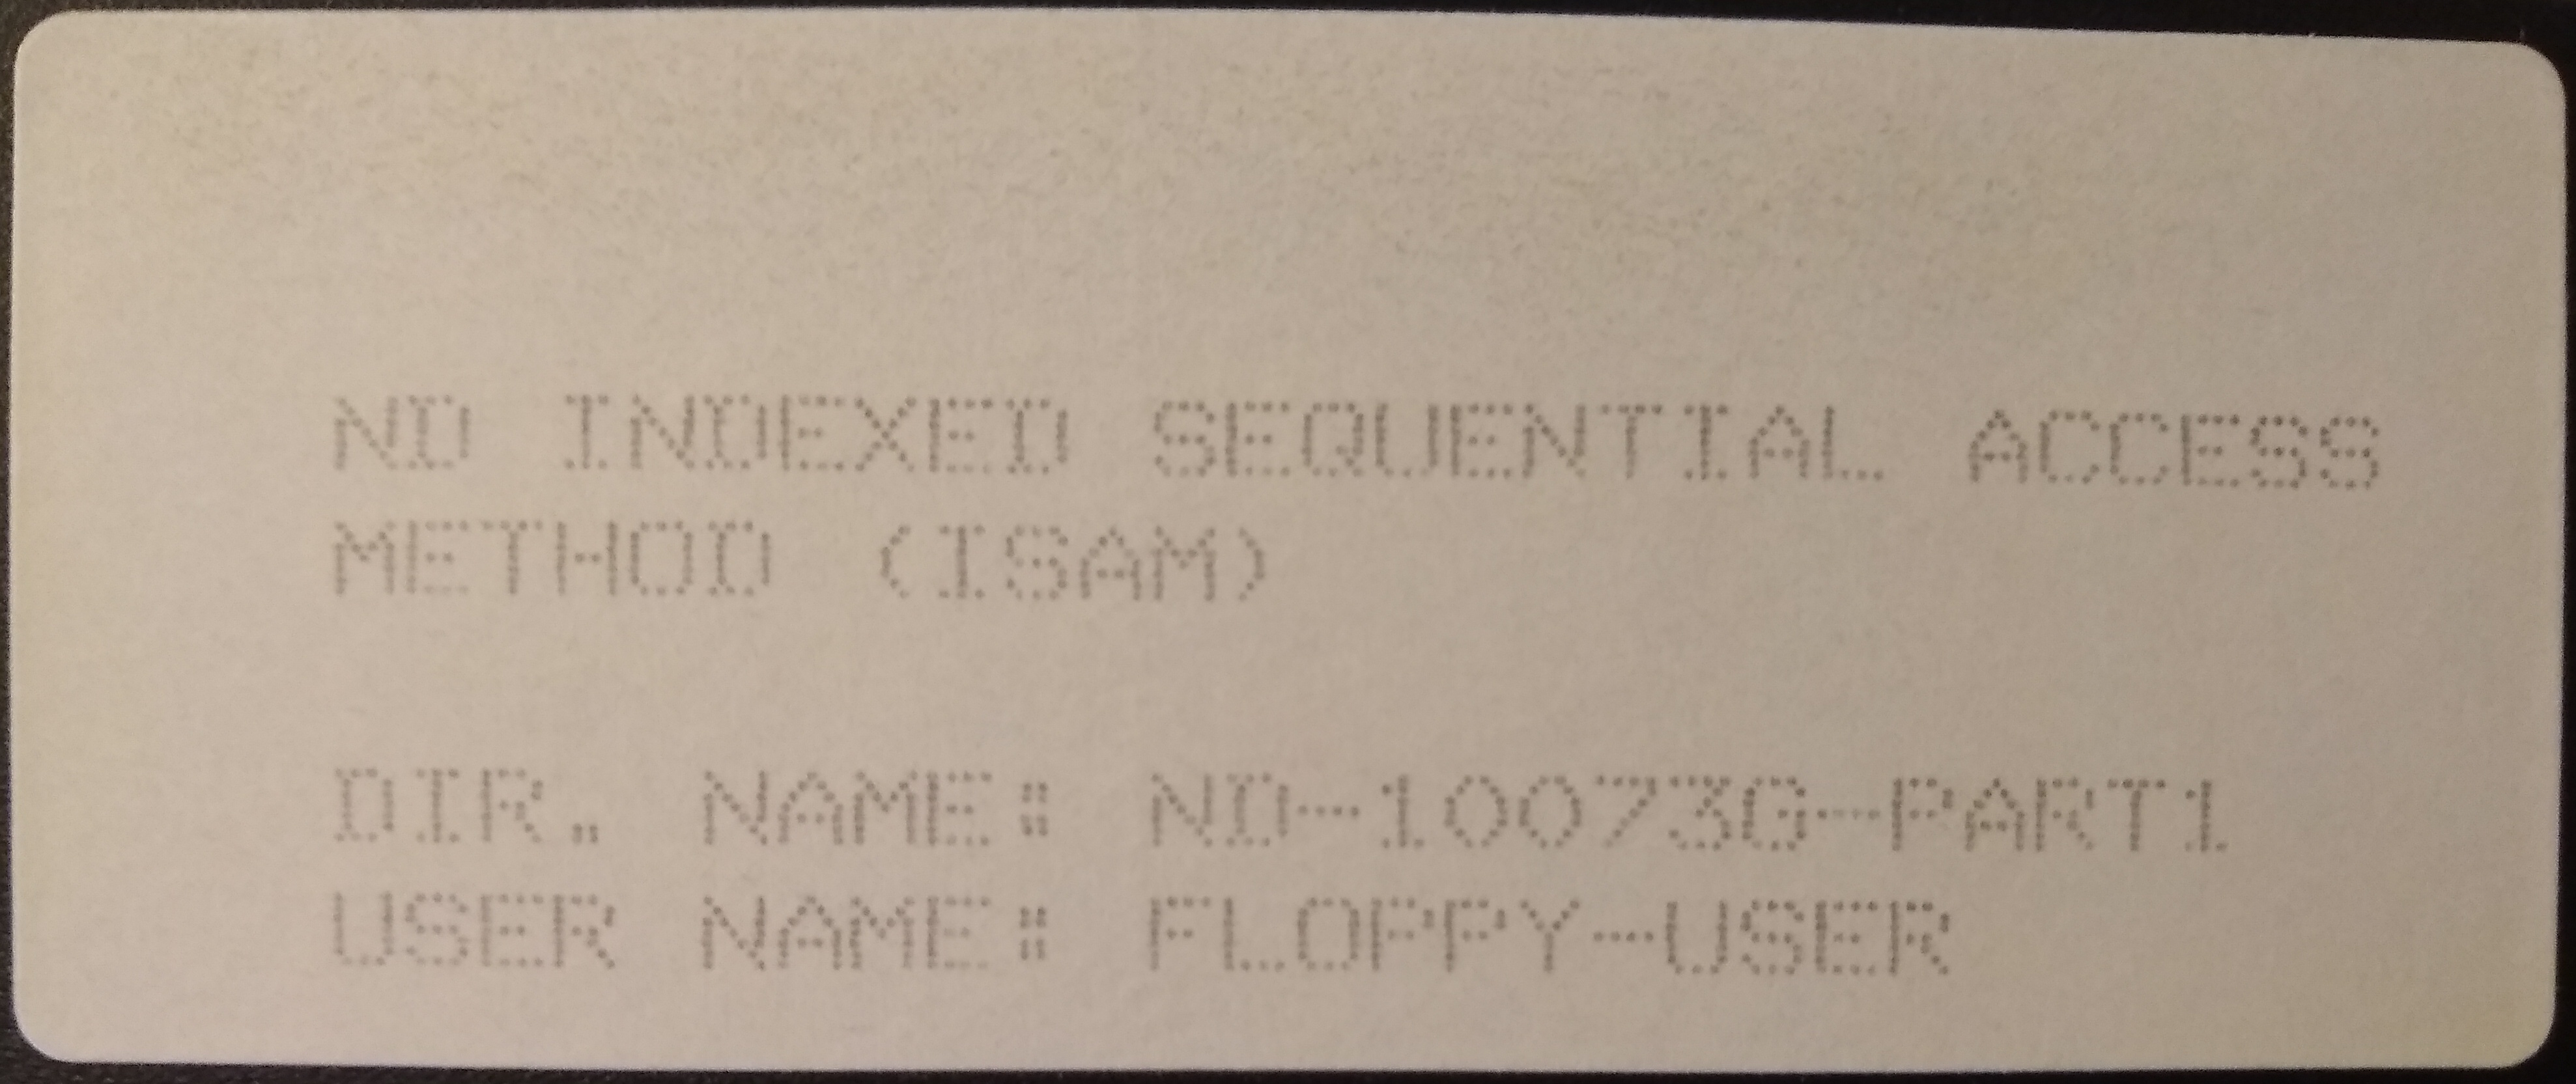 ND INDEXED SEQUENTIAL ACCESS
METHOD (ISAM)
DIR. NAME: ND-10073G-PART1
USER NAME: FLOPPY-USER